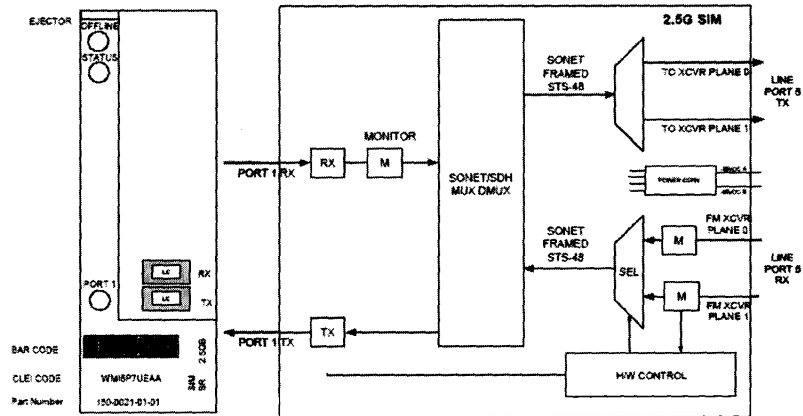 EJECTOR
OFFLINE
STATUS
PORT 1
LC
RX
LC
TX
BAR CODE
2.5GB
CLEI CODE
WMI5P7UEAA
SIM
SR
Part Number
150-0021-01-01
2.5G SIM
PORT 1 RX
RX
MONITOR
M
SONET/SDH
MUX DMUX
SONET
FRAMED
STS-48
TO XCVR PLANE 0
TO XCVR PLANE 1
LINE
PORT 5
TX
POWER CONN
SONET
FRAMED
STS-48
SEL
M
FM XCVR
PLANE 0
M
FM XCVR
PLANE 1
LINE
PORT 5
RX
PORT 1 TX
TX
H/W CONTROL